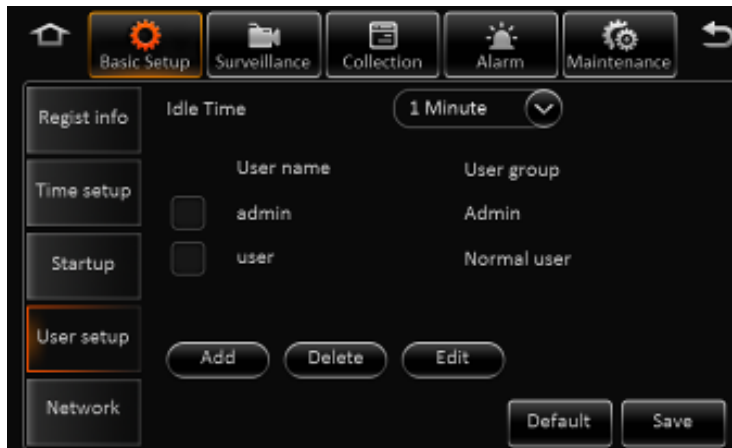 Basic Setup Surveillance Collection Alarm Maintenance
Regist info
Time setup
Startup
User setup
Network
Idle Time 1 Minute
User name User group
admin Admin
user Normal user
Add Delete Edit
Default Save